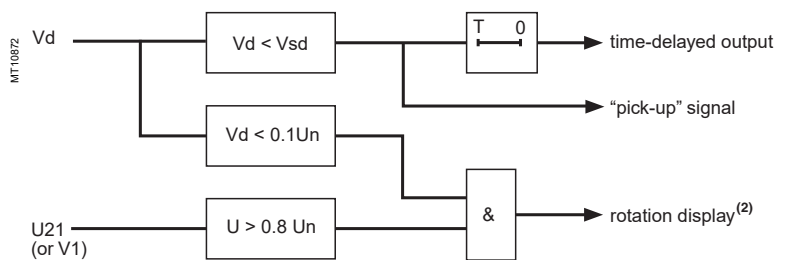 MT10872
Vd
Vd < Vsd
T 0
time-delayed output
“pick-up” signal
Vd < 0.1Un
U21
(or V1)
U > 0.8 Un
&
rotation display(2)